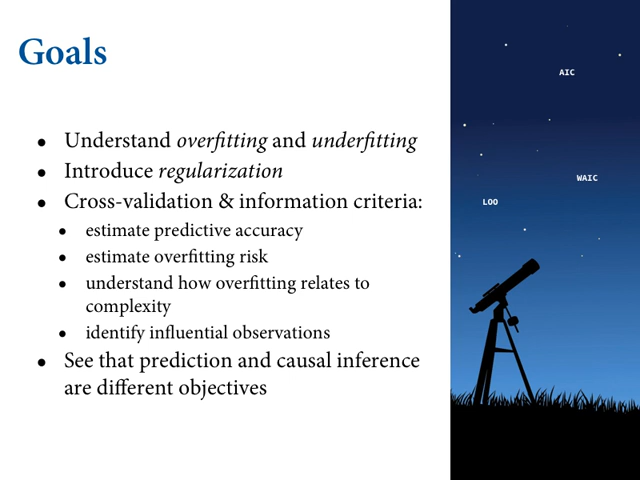 Goals
• Understand overfitting and underfitting
• Introduce regularization
• Cross-validation & information criteria:
• estimate predictive accuracy
• estimate overfitting risk
• understand how overfitting relates to
complexity
• identify influential observations
• See that prediction and causal inference
are different objectives
AIC
WAIC
LOO